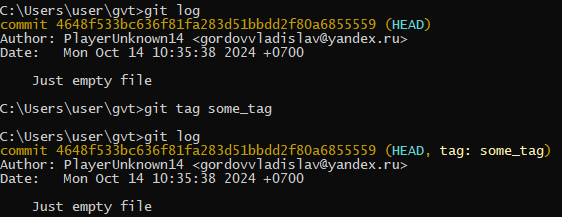 C:\Users\user\gvt>git log
commit 4648f533bc636f81fa283d51bbdd2f80a6855559 (HEAD)
Author: PlayerUnknown14 <gordovvladislav@yandex.ru>
Date:   Mon Oct 14 10:35:38 2024 +0700
    Just empty file
C:\Users\user\gvt>git tag some_tag
C:\Users\user\gvt>git log
commit 4648f533bc636f81fa283d51bbdd2f80a6855559 (HEAD, tag: some_tag)
Author: PlayerUnknown14 <gordovvladislav@yandex.ru>
Date:   Mon Oct 14 10:35:38 2024 +0700
    Just empty file